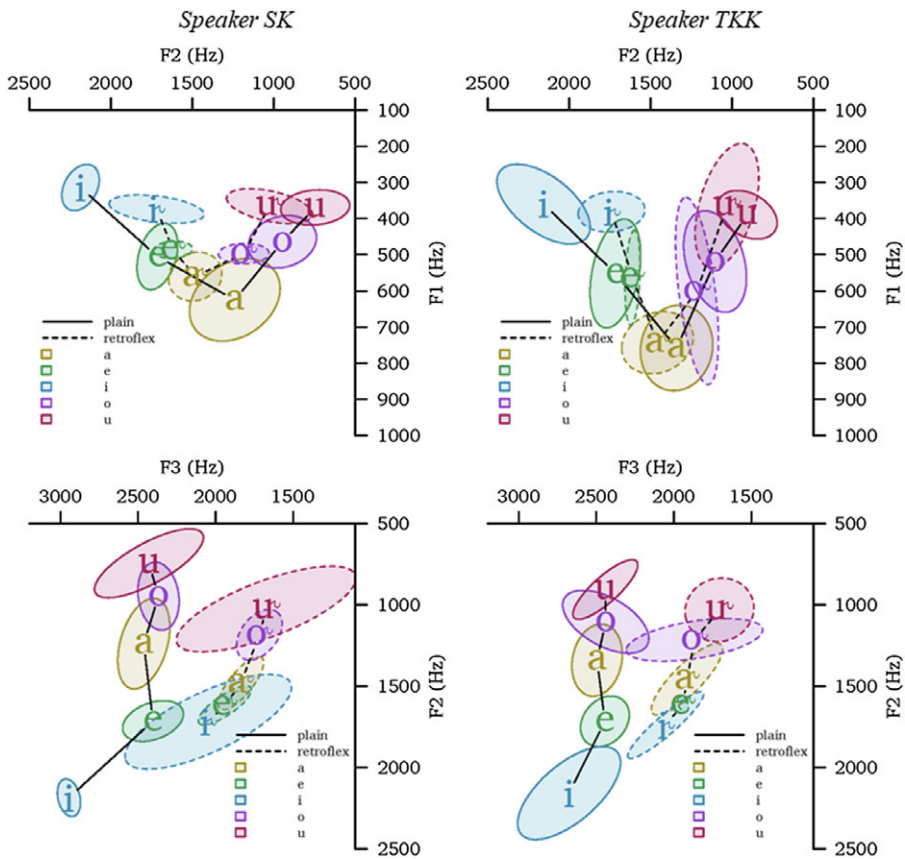 Speaker SK
Speaker TKK
F2 (Hz)
F2 (Hz)
2500 2000 1500 1000 500
2500 2000 1500 1000 500
100
200
300
400
500
600
700
800
900
1000
F1 (Hz)
i
i˞
e
e˞
a
a˞
o
o˞
u
u˞
plain
retroflex
a
e
i
o
u
100
200
300
400
500
600
700
800
900
1000
F1 (Hz)
i
i˞
e
e˞
a
a˞
o
o˞
u
u˞
plain
retroflex
a
e
i
o
u
F3 (Hz)
F3 (Hz)
3000 2500 2000 1500
3000 2500 2000 1500
500
1000
1500
2000
2500
F2 (Hz)
u
u˞
o
o˞
a
a˞
e
e˞
i
i˞
plain
retroflex
a
e
i
o
u
500
1000
1500
2000
2500
F2 (Hz)
u
u˞
o
o˞
a
a˞
e
e˞
i
i˞
plain
retroflex
a
e
i
o
u